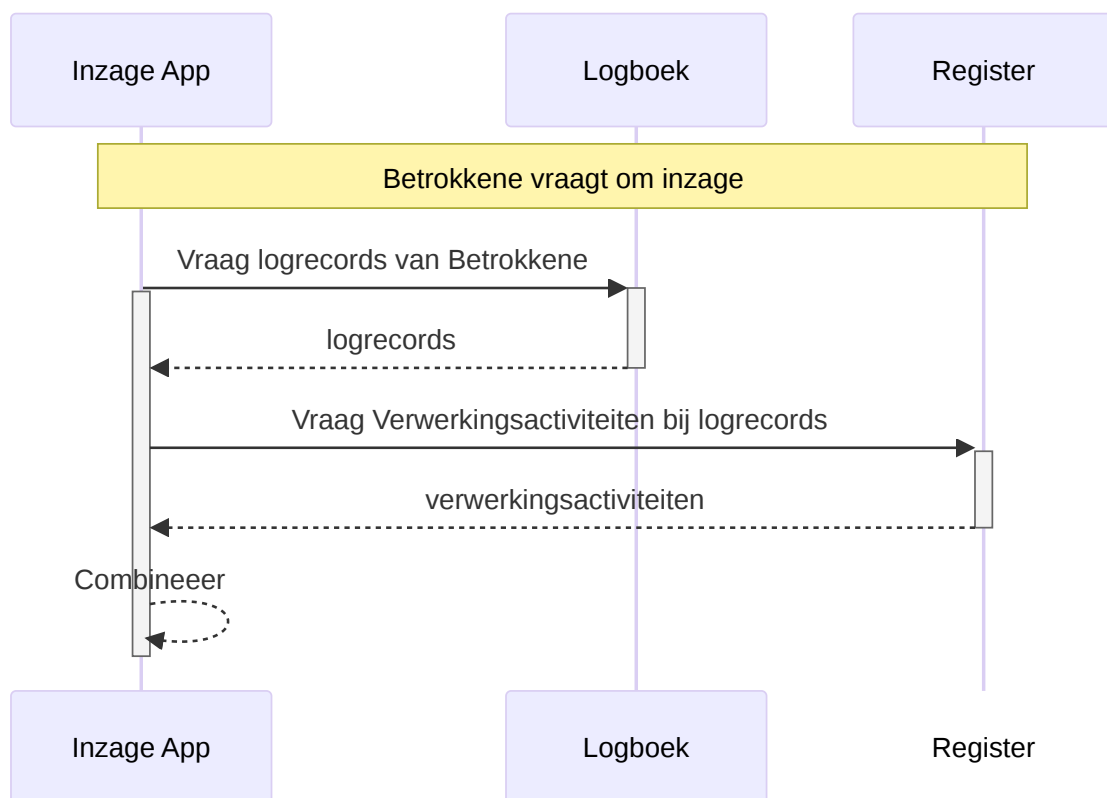 Inzage App
Logboek
Register
Betrokkene vraagt om inzage
Vraag logrecords van Betrokkene
logrecords
Vraag Verwerkingsactiviteiten bij logrecords
verwerkingsactiviteiten
Combineeer
Inzage App
Logboek
Register